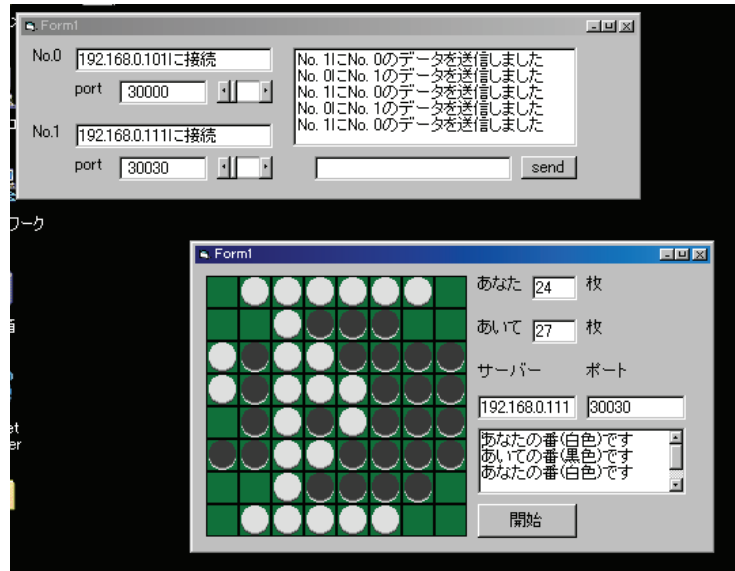 Form1
No.0
192.168.0.101に接続
port
30000
No.1
192.168.0.111に接続
port
30030
No. 1にNo. 0のデータを送信しました
No. 0にNo. 1のデータを送信しました
No. 1にNo. 0のデータを送信しました
No. 0にNo. 1のデータを送信しました
No. 1にNo. 0のデータを送信しました
send
ワーク
Form1
あなた 24 枚
あいて 27 枚
サーバー ポート
192.168.0.111 30030
あなたの番(白色)です
あいての番(黒色)です
あなたの番(白色)です
開始
et
er